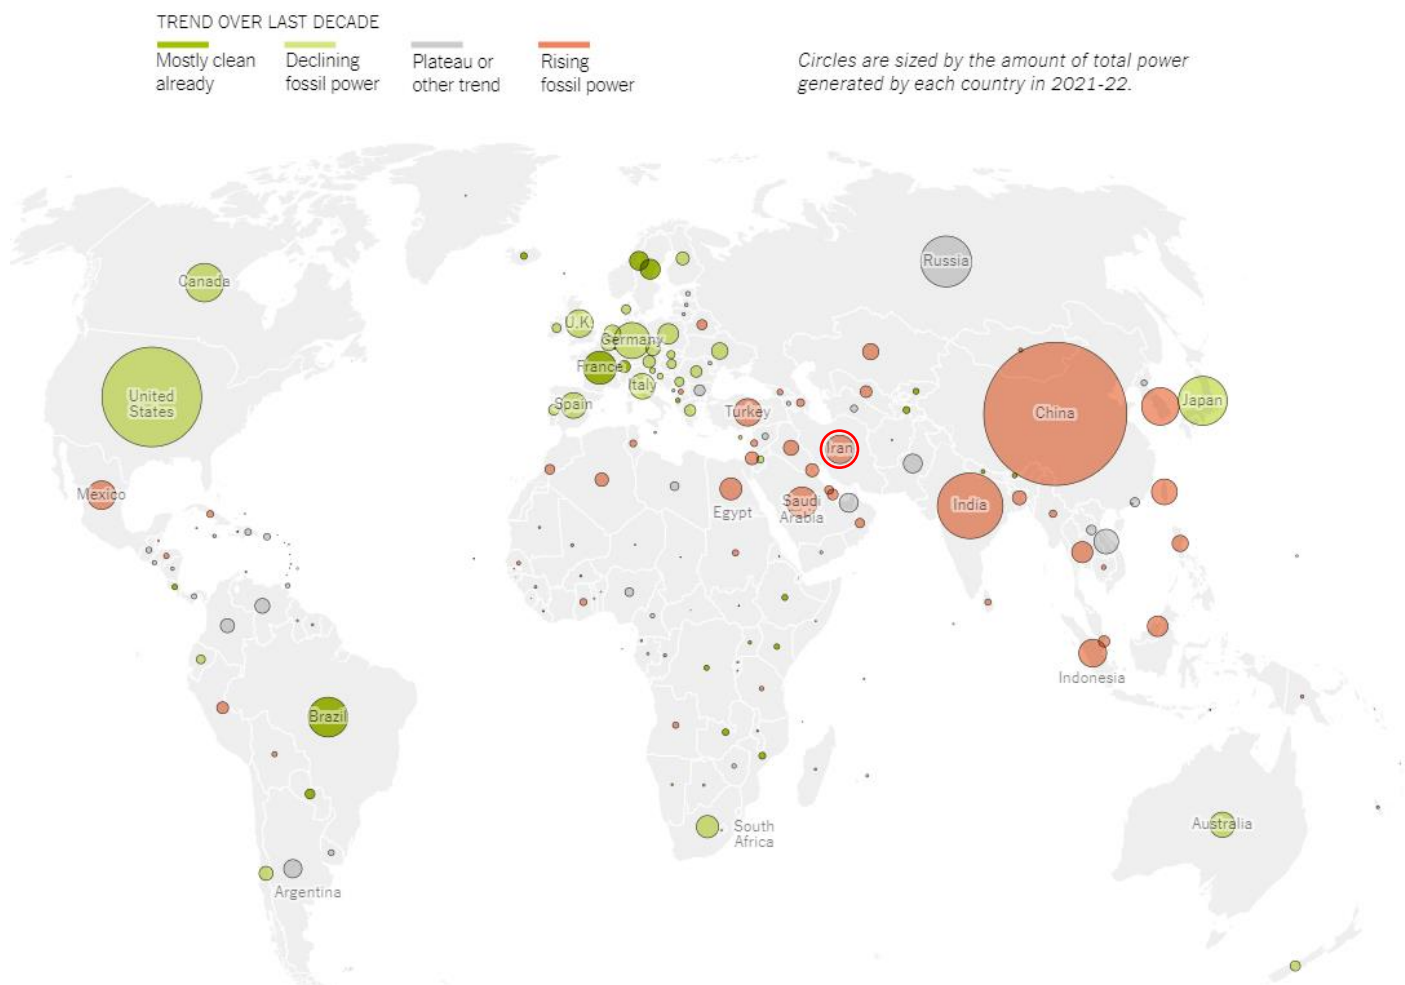 TREND OVER LAST DECADE
Mostly clean
already
Declining
fossil power
Plateau or
other trend
Rising
fossil power
Circles are sized by the amount of total power
generated by each country in 2021-22.
Russia
Canada
U.K.
Germany
France
Italy
United
States
Spain
Turkey
China
Japan
Iran
Mexico
Egypt
Saudi
Arabia
India
Indonesia
Brazil
South
Africa
Australia
Argentina